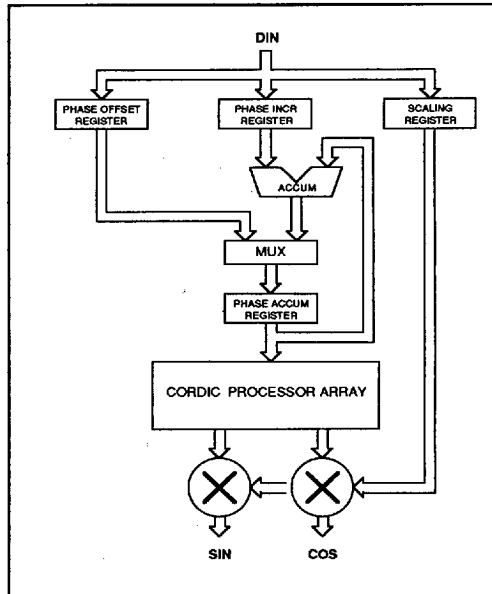 DIN
PHASE OFFSET
REGISTER
PHASE INCR
REGISTER
SCALING
REGISTER
ACCUM
MUX
PHASE ACCUM
REGISTER
CORDIC PROCESSOR ARRAY
SIN
COS